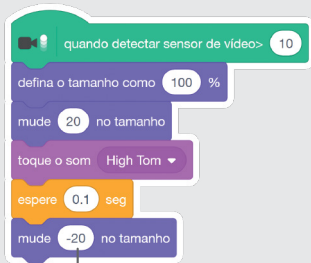 quando detectar sensor de vídeo> 10
defina o tamanho como 100 %
mude 20 no tamanho
toque o som High Tom
espere 0.1 seg
mude -20 no tamanho